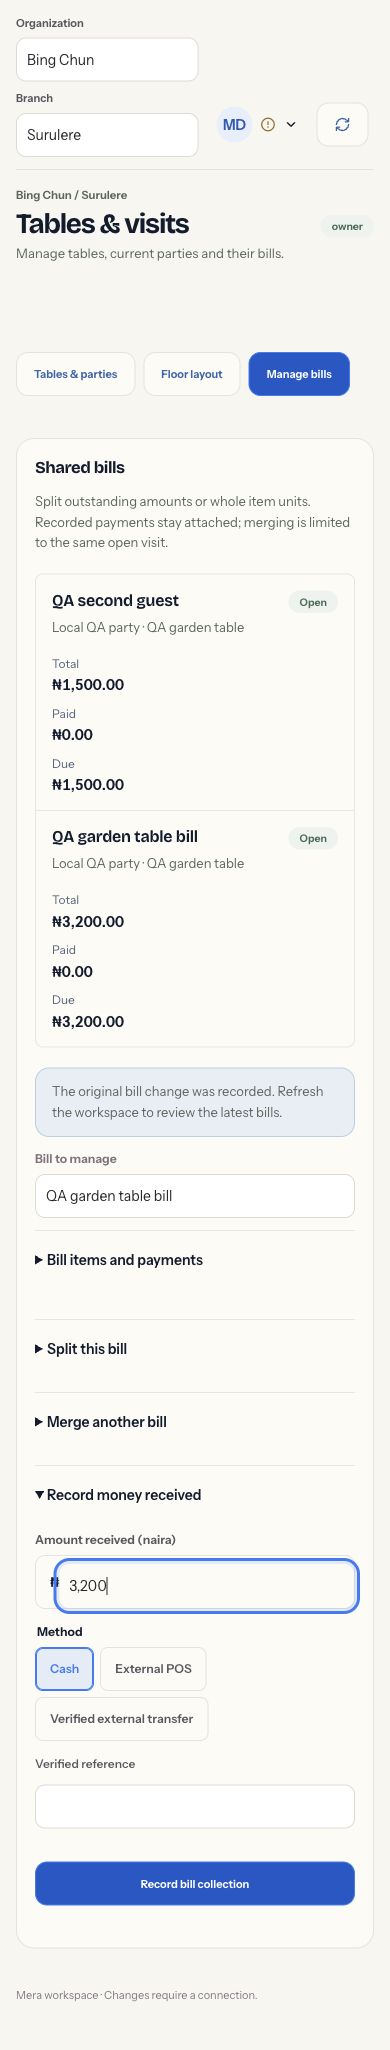 Organization
Bing Chun
Branch
Surulere
MD
Bing Chun / Surulere
Tables & visits
owner
Manage tables, current parties and their bills.
Tables & parties
Floor layout
Manage bills
Shared bills
Split outstanding amounts or whole item units.
Recorded payments stay attached; merging is limited
to the same open visit.
QA second guest
Open
Local QA party · QA garden table
Total
₦1,500.00
Paid
₦0.00
Due
₦1,500.00
QA garden table bill
Open
Local QA party · QA garden table
Total
₦3,200.00
Paid
₦0.00
Due
₦3,200.00
The original bill change was recorded. Refresh
the workspace to review the latest bills.
Bill to manage
QA garden table bill
Bill items and payments
Split this bill
Merge another bill
Record money received
Amount received (naira)
₦ 3,200
Method
Cash
External POS
Verified external transfer
Verified reference
Record bill collection
Mera workspace · Changes require a connection.